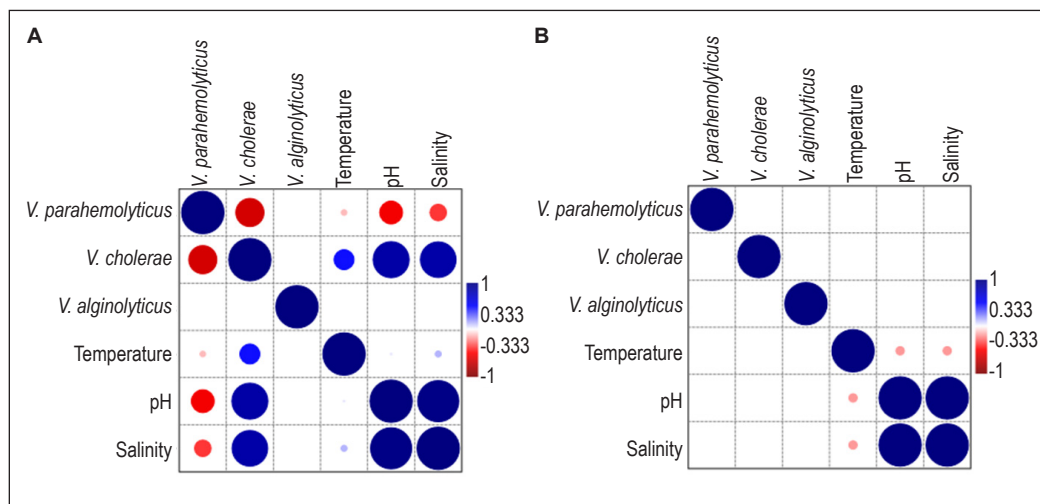 A
V. parahemolyticus
V. cholerae
V. alginolyticus
Temperature
pH
Salinity
V. parahemolyticus
V. cholerae
V. alginolyticus
Temperature
pH
Salinity
1
0.333
-0.333
-1
B
V. parahemolyticus
V. cholerae
V. alginolyticus
Temperature
pH
Salinity
V. parahemolyticus
V. cholerae
V. alginolyticus
Temperature
pH
Salinity
1
0.333
-0.333
-1